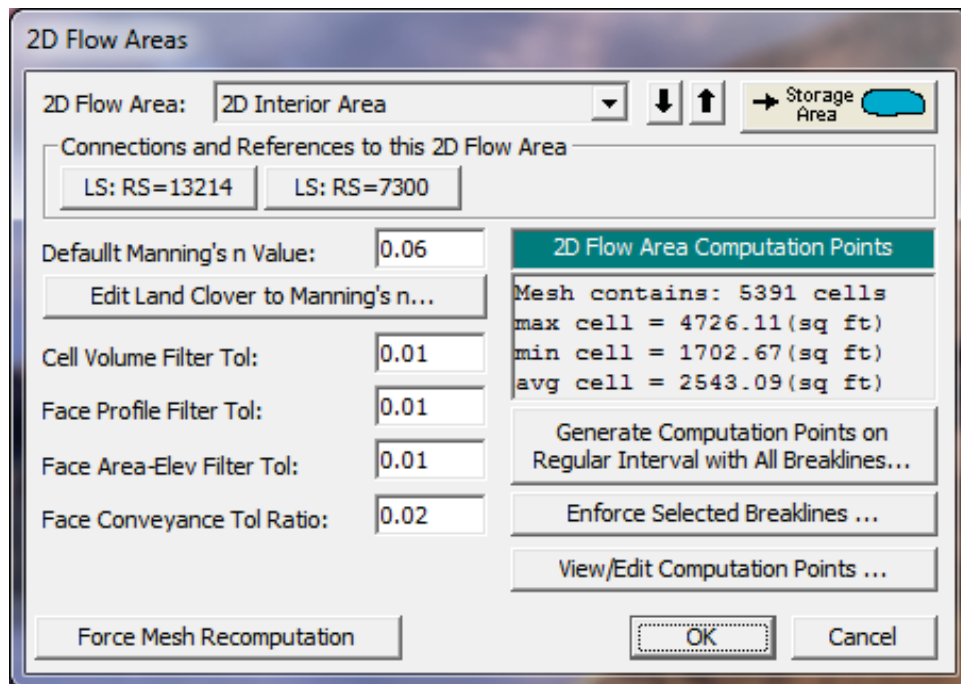 2D Flow Areas
2D Flow Area: 2D Interior Area
Storage
Area
Connections and References to this 2D Flow Area
LS: RS=13214 LS: RS=7300
Defaullt Manning's n Value: 0.06
Edit Land Clover to Manning's n...
Cell Volume Filter Tol: 0.01
Face Profile Filter Tol: 0.01
Face Area-Elev Filter Tol: 0.01
Face Conveyance Tol Ratio: 0.02
2D Flow Area Computation Points
Mesh contains: 5391 cells
max cell = 4726.11(sq ft)
min cell = 1702.67(sq ft)
avg cell = 2543.09(sq ft)
Generate Computation Points on
Regular Interval with All Breaklines...
Enforce Selected Breaklines ...
View/Edit Computation Points ...
Force Mesh Recomputation OK Cancel